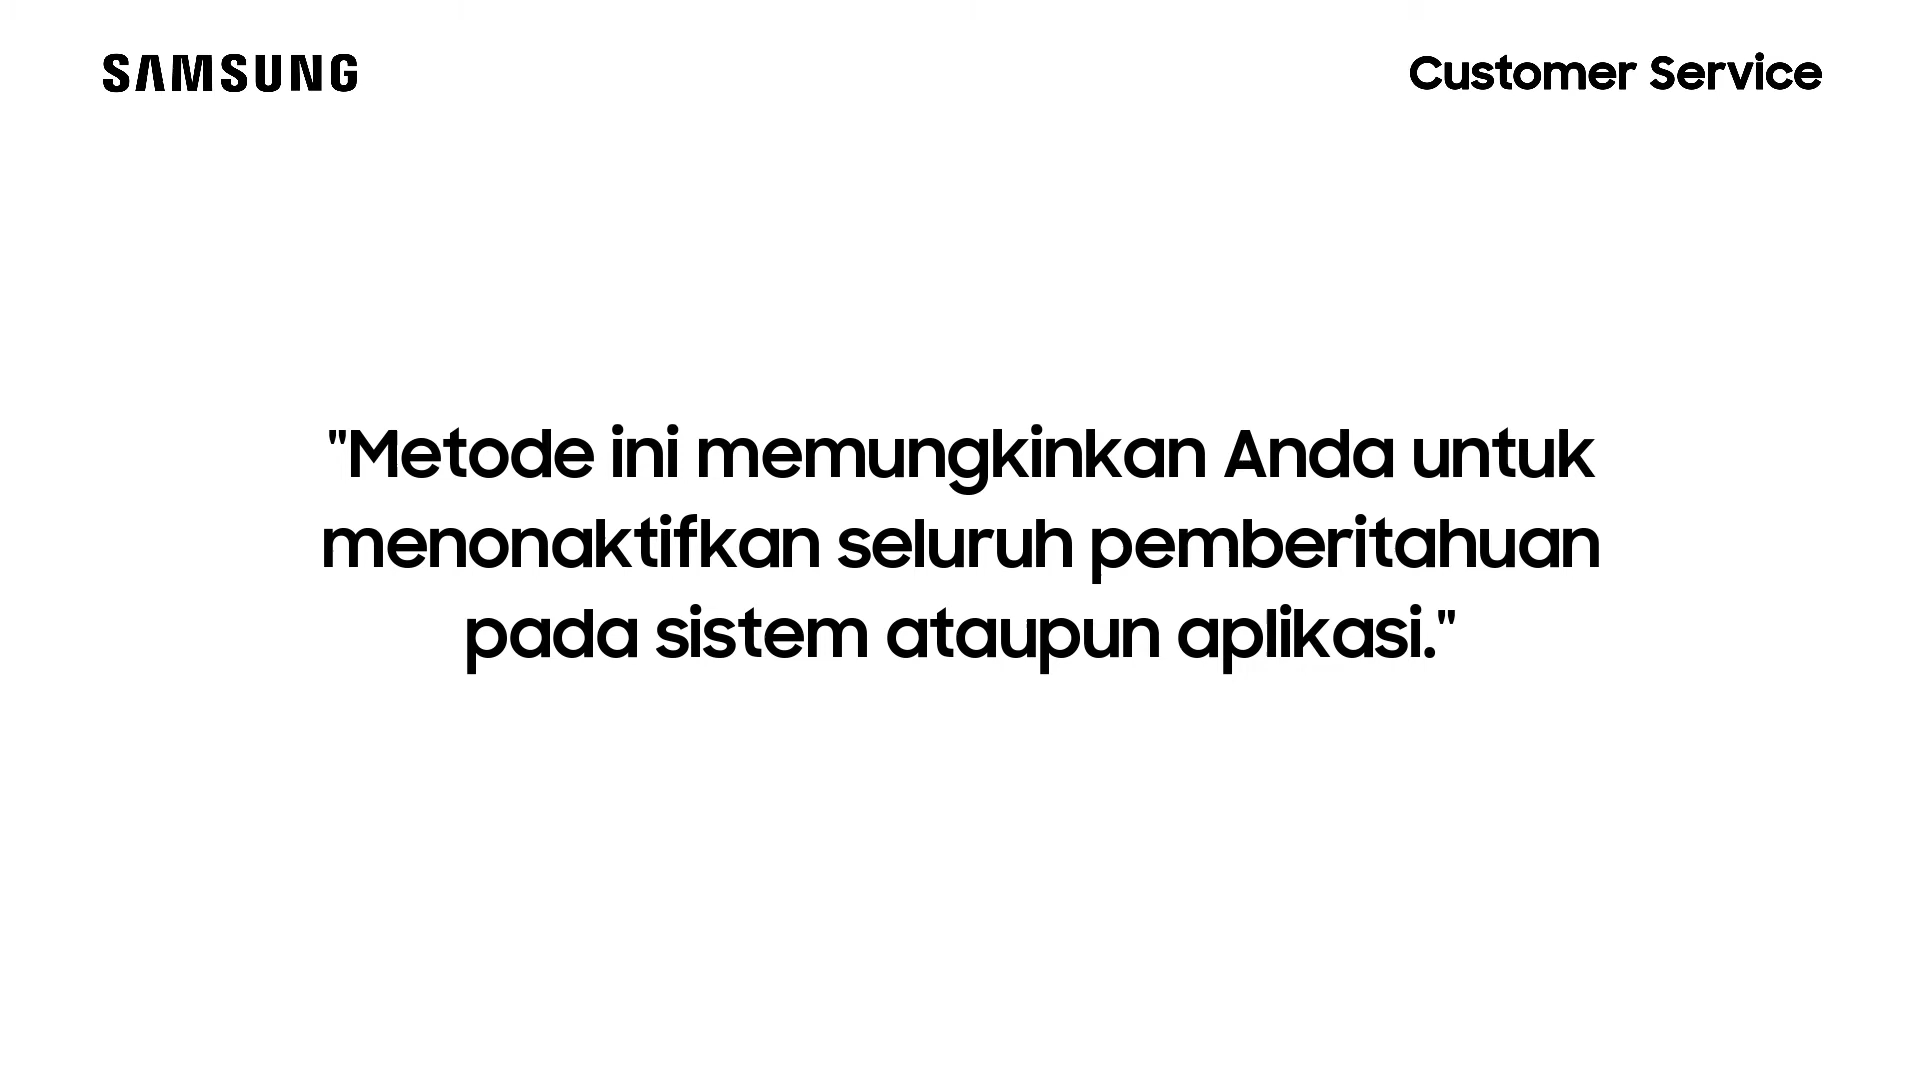 SAMSUNG
Customer Service
"Metode ini memungkinkan Anda untuk
menonaktifkan seluruh pemberitahuan
pada sistem ataupun aplikasi."